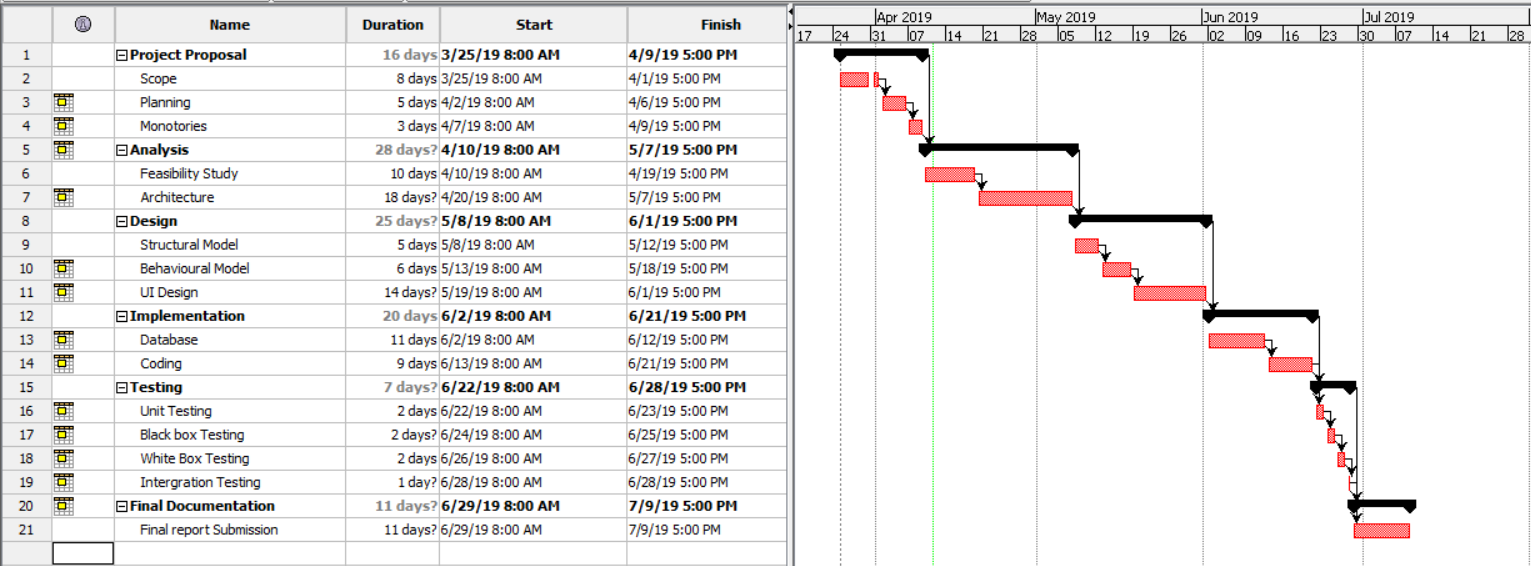 Name Duration Start Finish
Apr 2019 May 2019 Jun 2019 Jul 2019
17 24 31 07 14 21 28 05 12 19 26 02 09 16 23 30 07 14 21 28
1 Project Proposal 16 days 3/25/19 8:00 AM 4/9/19 5:00 PM
2 Scope 8 days 3/25/19 8:00 AM 4/1/19 5:00 PM
3 Planning 5 days 4/2/19 8:00 AM 4/6/19 5:00 PM
4 Monotories 3 days 4/7/19 8:00 AM 4/9/19 5:00 PM
5 Analysis 28 days? 4/10/19 8:00 AM 5/7/19 5:00 PM
6 Feasibility Study 10 days 4/10/19 8:00 AM 4/19/19 5:00 PM
7 Architecture 18 days? 4/20/19 8:00 AM 5/7/19 5:00 PM
8 Design 25 days? 5/8/19 8:00 AM 6/1/19 5:00 PM
9 Structural Model 5 days 5/8/19 8:00 AM 5/12/19 5:00 PM
10 Behavioural Model 6 days 5/13/19 8:00 AM 5/18/19 5:00 PM
11 UI Design 14 days? 5/19/19 8:00 AM 6/1/19 5:00 PM
12 Implementation 20 days 6/2/19 8:00 AM 6/21/19 5:00 PM
13 Database 11 days 6/2/19 8:00 AM 6/12/19 5:00 PM
14 Coding 9 days 6/13/19 8:00 AM 6/21/19 5:00 PM
15 Testing 7 days? 6/22/19 8:00 AM 6/28/19 5:00 PM
16 Unit Testing 2 days 6/22/19 8:00 AM 6/23/19 5:00 PM
17 Black box Testing 2 days? 6/24/19 8:00 AM 6/25/19 5:00 PM
18 White Box Testing 2 days 6/26/19 8:00 AM 6/27/19 5:00 PM
19 Intergration Testing 1 day? 6/28/19 8:00 AM 6/28/19 5:00 PM
20 Final Documentation 11 days? 6/29/19 8:00 AM 7/9/19 5:00 PM
21 Final report Submission 11 days? 6/29/19 8:00 AM 7/9/19 5:00 PM